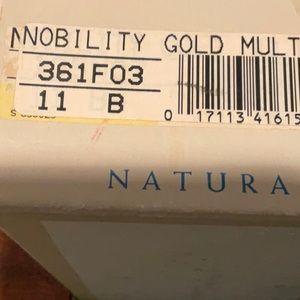 NNOBILITY GOLD MULT
361F03
11 B
0 17113 41615
NATURA